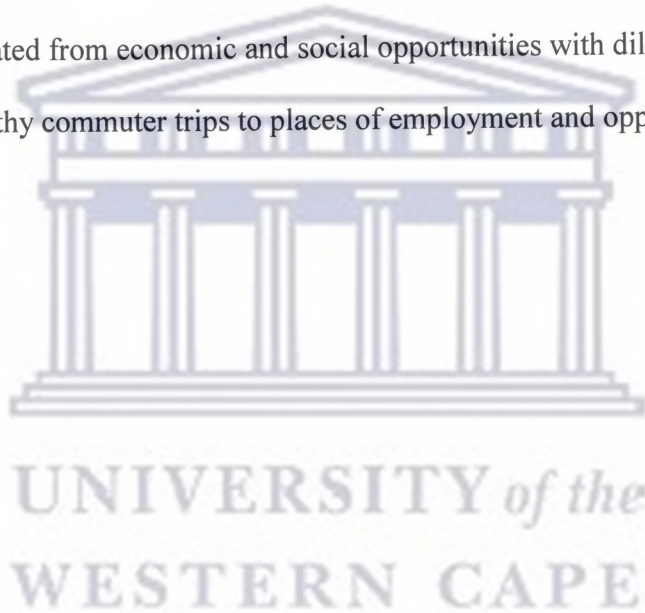 ated from economic and social opportunities with dil
thy commuter trips to places of employment and opp
UNIVERSITY of the
WESTERN CAPE